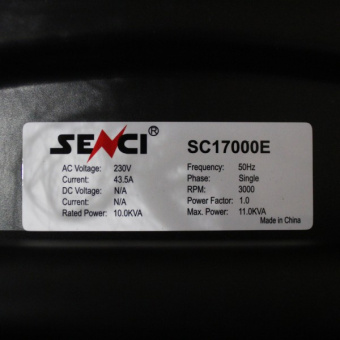 SENCI® SC17000E
AC Voltage: 230V Frequency: 50Hz
Current: 43.5A Phase: Single
DC Voltage: N/A RPM: 3000
Current: N/A Power Factor: 1.0
Rated Power: 10.0KVA Max. Power: 11.0KVA
Made in China